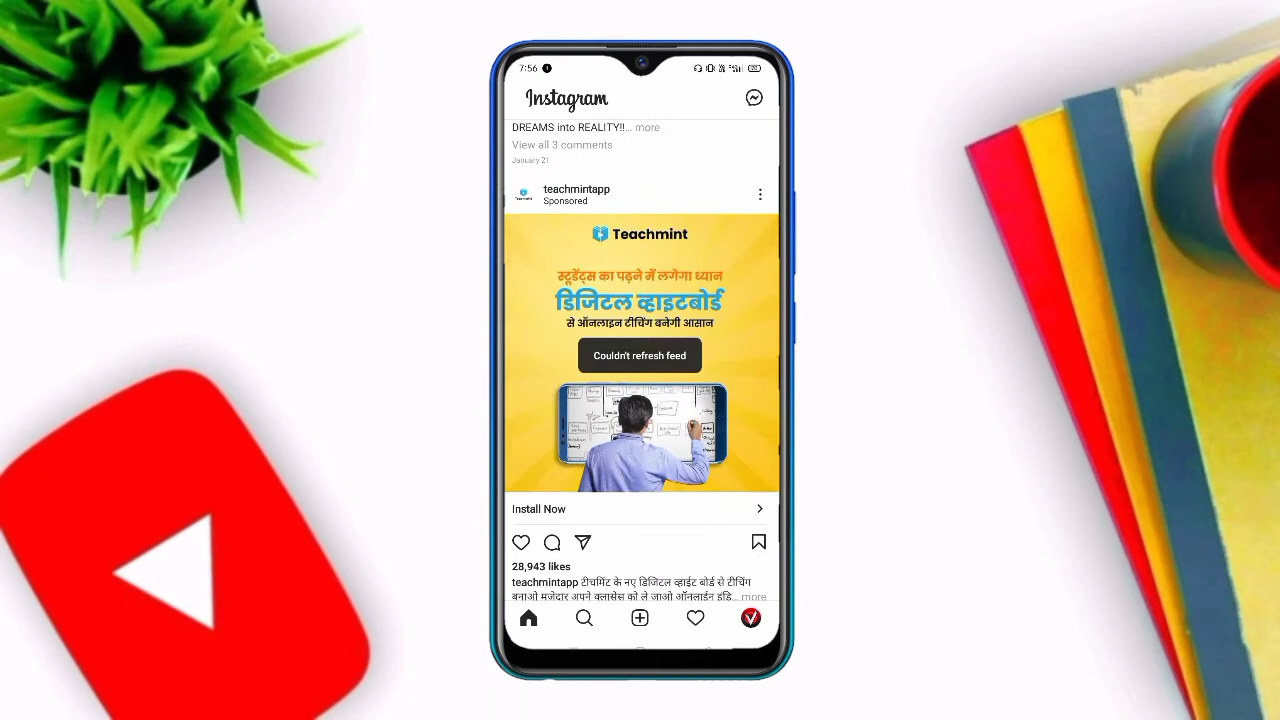 7:56
Instagram
DREAMS into REALITY!!... more
View all 3 comments
January 21
teachmintapp
Sponsored
Teachmint
स्टूडेंट्स का पढ़ने में लगेगा ध्यान
डिजिटल व्हाइटबोर्ड
से ऑनलाइन टीचिंग बनेगी आसान
Couldn't refresh feed
Install Now
28,943 likes
teachmintapp टीचमिंट के नए डिजिटल व्हाईट बोर्ड से टीचिंग
बनाओ मजेदार अपने क्लासेस को ले जाओ ऑनलाईन इंडि... more